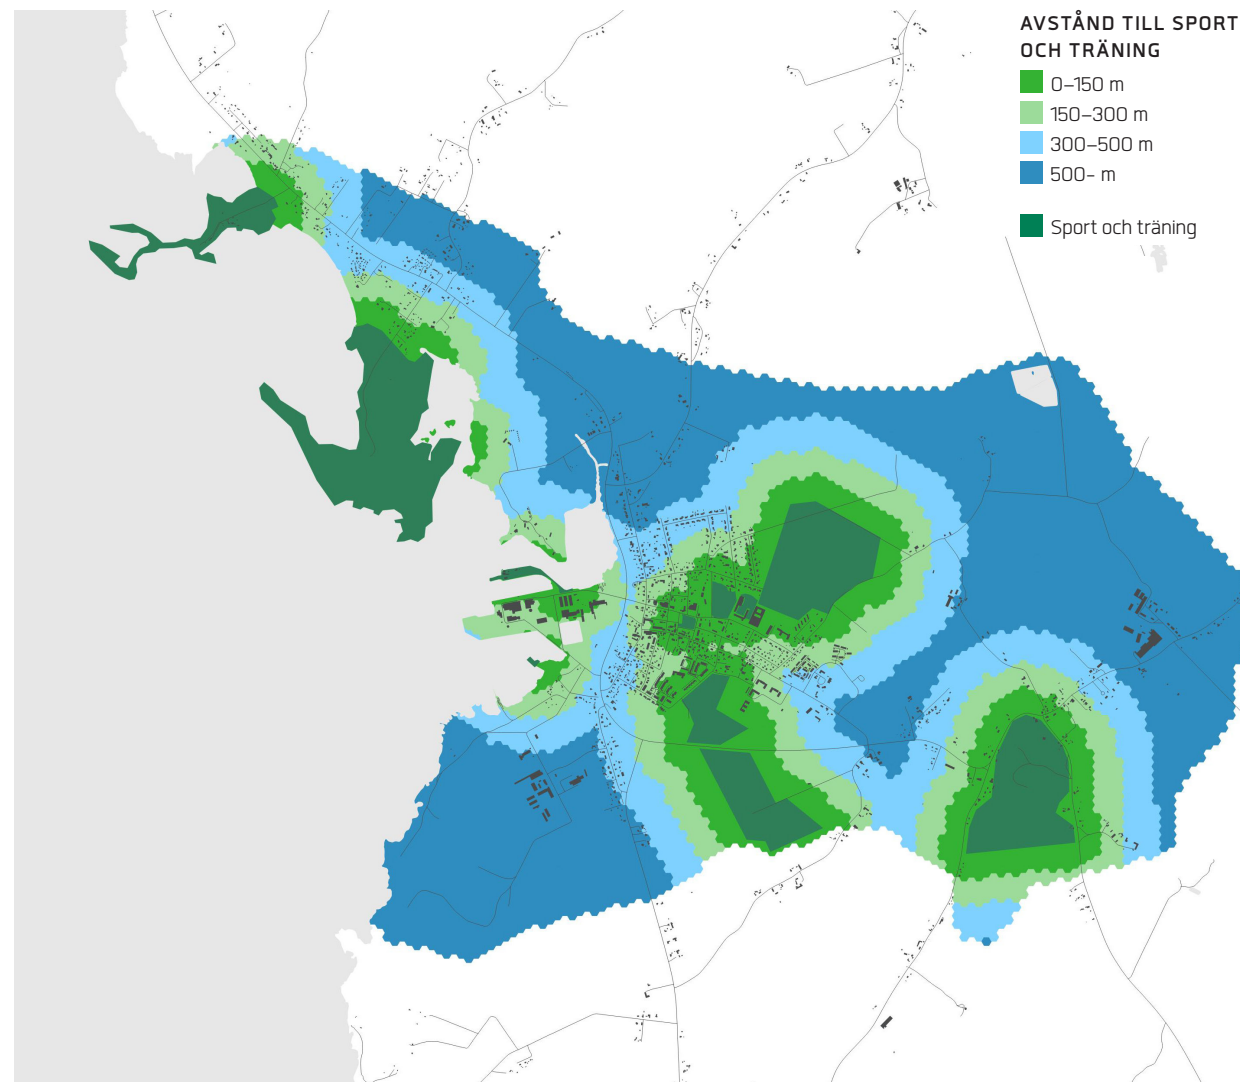 AVSTÅND TILL SPORT
OCH TRÄNING
0–150 m
150–300 m
300–500 m
500- m
Sport och träning